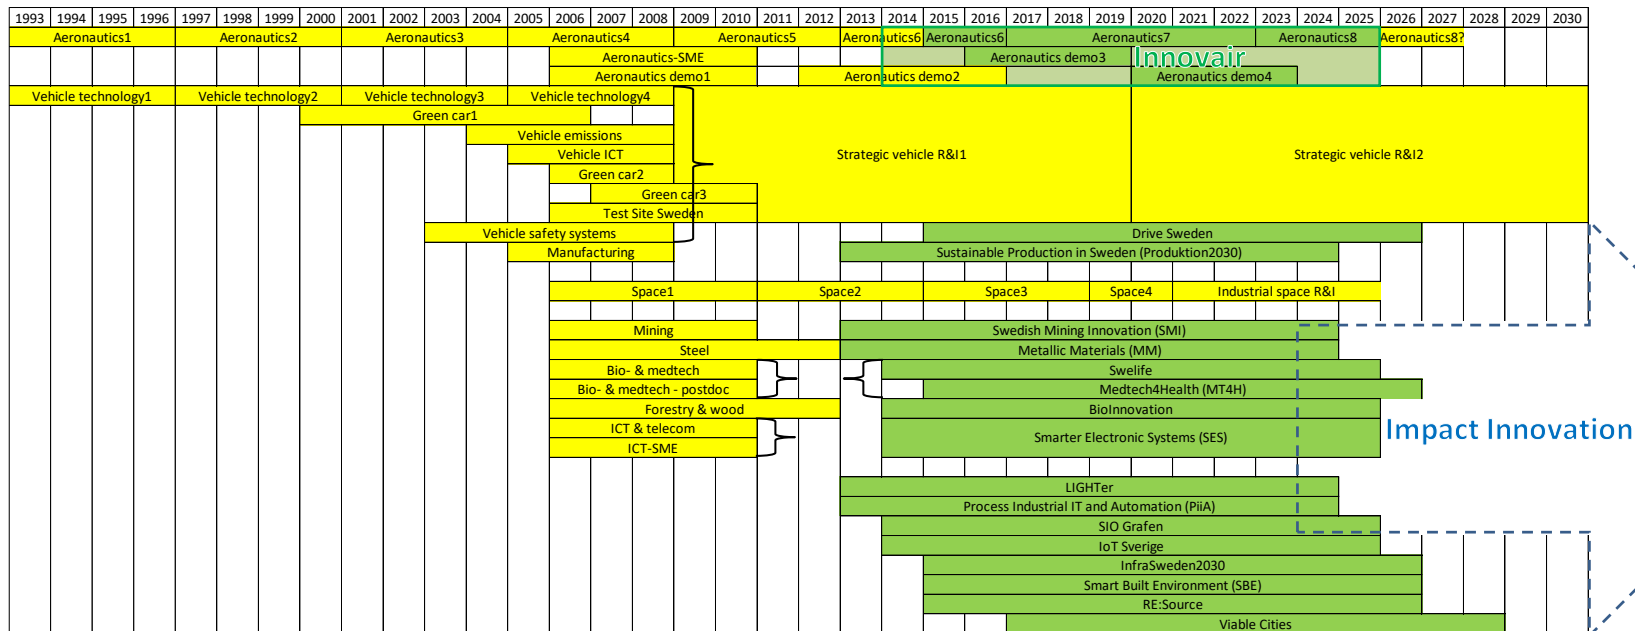 1993 1994 1995 1996 1997 1998 1999 2000 2001 2002 2003 2004 2005 2006 2007 2008 2009 2010 2011 2012 2013 2014 2015 2016 2017 2018 2019 2020 2021 2022 2023 2024 2025 2026 2027 2028 2029 2030
Aeronautics1 Aeronautics2 Aeronautics3 Aeronautics4 Aeronautics5 Aeronautics6 Aeronautics6 Aeronautics7 Aeronautics8 Aeronautics8?
Aeronautics-SME Aeronautics demo3 Innovair
Aeronautics demo1 Aeronautics demo2 Aeronautics demo4
Vehicle technology1 Vehicle technology2 Vehicle technology3 Vehicle technology4
Green car1
Vehicle emissions
Vehicle ICT Strategic vehicle R&I1 Strategic vehicle R&I2
Green car2
Green car3
Test Site Sweden
Vehicle safety systems Drive Sweden
Manufacturing Sustainable Production in Sweden (Produktion2030)
Space1 Space2 Space3 Space4 Industrial space R&I
Mining Swedish Mining Innovation (SMI)
Steel Metallic Materials (MM)
Bio- & medtech Swelife
Bio- & medtech - postdoc Medtech4Health (MT4H)
Forestry & wood BioInnovation
ICT & telecom
Smarter Electronic Systems (SES) Impact Innovation
ICT-SME
LIGHTer
Process Industrial IT and Automation (PiiA)
SIO Grafen
IoT Sverige
InfraSweden2030
Smart Built Environment (SBE)
RE:Source
Viable Cities